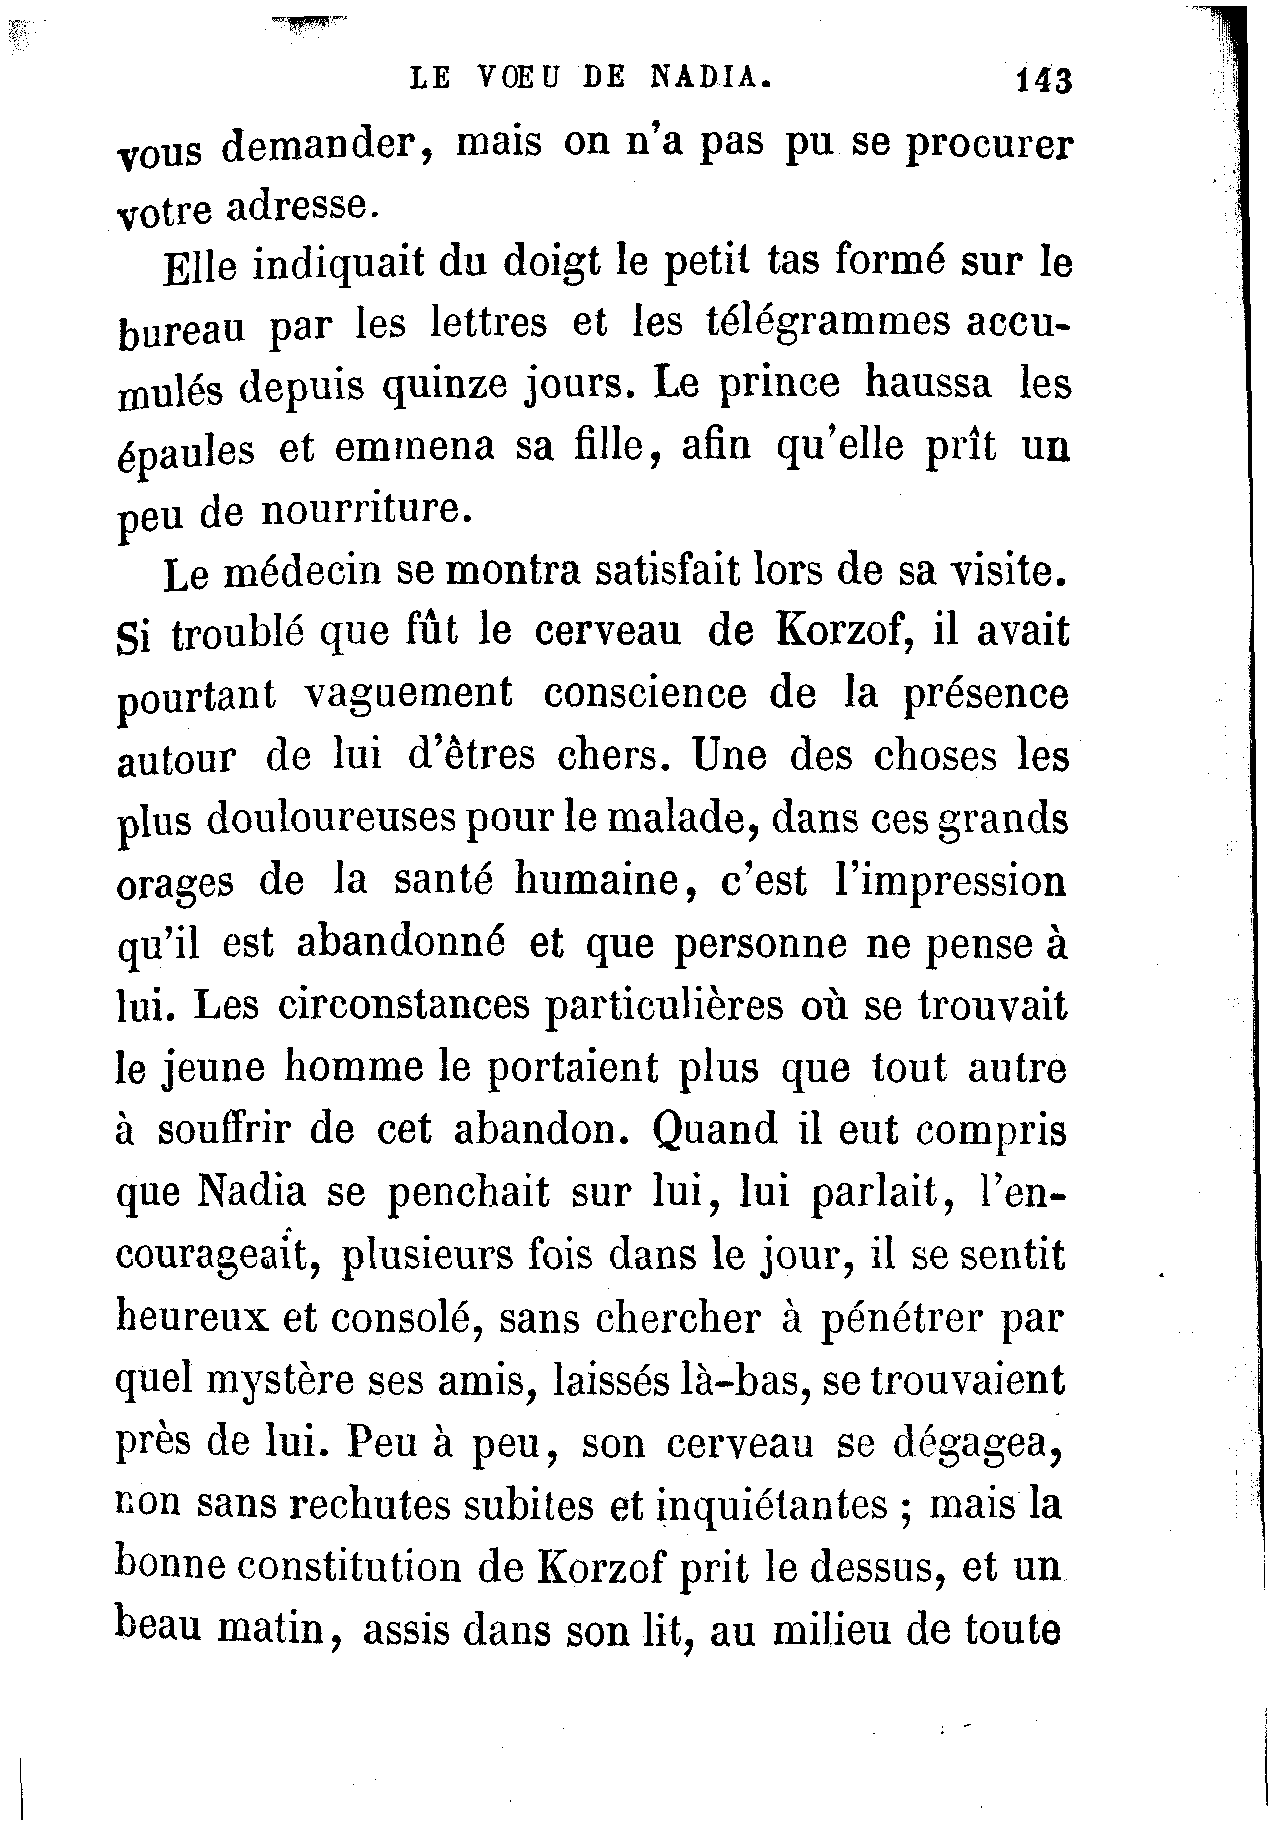 LE VŒU DE NADIA. 143
vous demander, mais on n'a pas pu se procurer
votre adresse.
Elle indiquait du doigt le petit tas formé sur le
bureau par les lettres et les télégrammes accu-
mulés depuis quinze jours. Le prince haussa les
épaules et emmena sa fille, afin qu'elle prît un
peu de nourriture.
Le médecin se montra satisfait lors de sa visite.
Si troublé que fût le cerveau de Korzof, il avait
pourtant vaguement conscience de la présence
autour de lui d'êtres chers. Une des choses les
plus douloureuses pour le malade, dans ces grands
orages de la santé humaine, c'est l'impression
qu'il est abandonné et que personne ne pense à
lui. Les circonstances particulières où se trouvait
le jeune homme le portaient plus que tout autre
à souffrir de cet abandon. Quand il eut compris
que Nadia se penchait sur lui, lui parlait, l'en-
courageait, plusieurs fois dans le jour, il se sentit
heureux et consolé, sans chercher à pénétrer par
quel mystère ses amis, laissés là-bas, se trouvaient
près de lui. Peu à peu, son cerveau se dégagea,
non sans rechutes subites et inquiétantes ; mais la
bonne constitution de Korzof prit le dessus, et un
beau matin, assis dans son lit, au milieu de toute